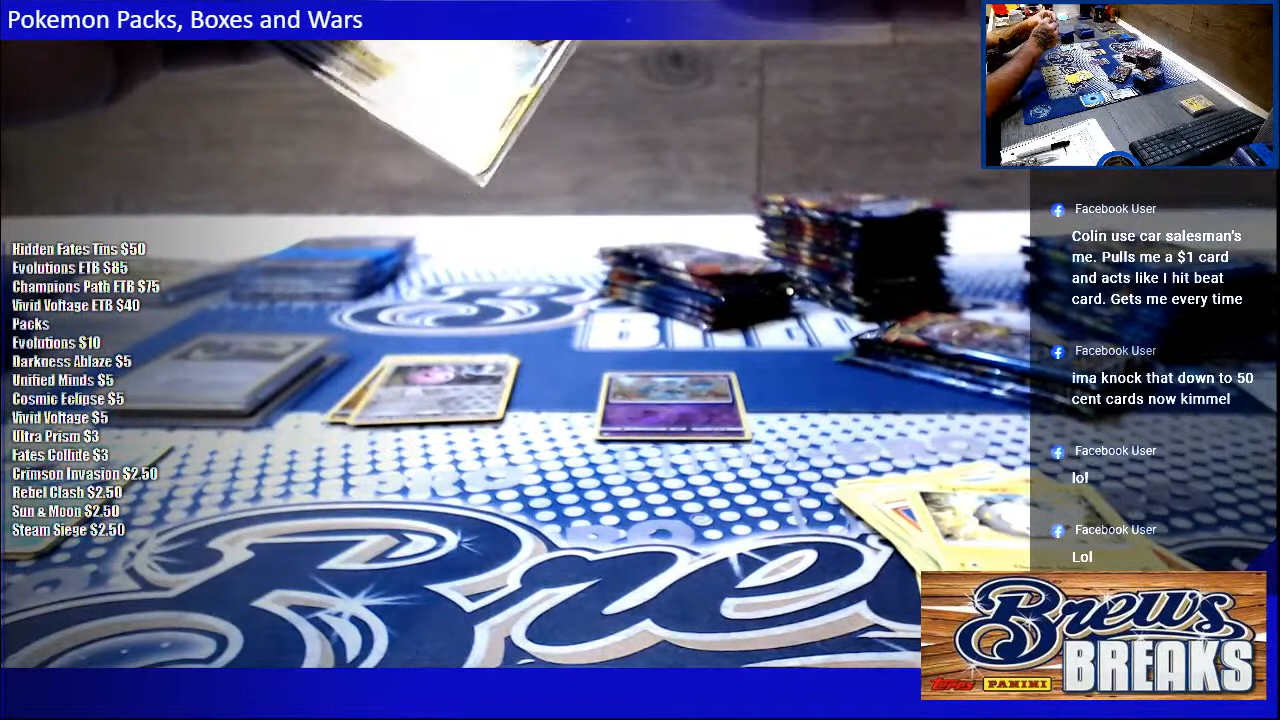 Pokemon Packs, Boxes and Wars
Hidden Fates Tins $50
Evolutions ETB $85
Champions Path ETB $75
Vivid Voltage ETB $40
Packs
Evolutions $10
Darkness Ablaze $5
Unified Minds $5
Cosmic Eclipse $5
Vivid Voltage $5
Ultra Prism $3
Fates Collide $3
Crimson Invasion $2.50
Rebel Clash $2.50
Sun & Moon $2.50
Steam Siege $2.50
Facebook User
Colin use car salesman's
me. Pulls me a $1 card
and acts like I hit beat
card. Gets me every time
Facebook User
ima knock that down to 50
cent cards now kimmel
Facebook User
lol
Facebook User
Lol
Brews
BREAKS
Topps PANINI